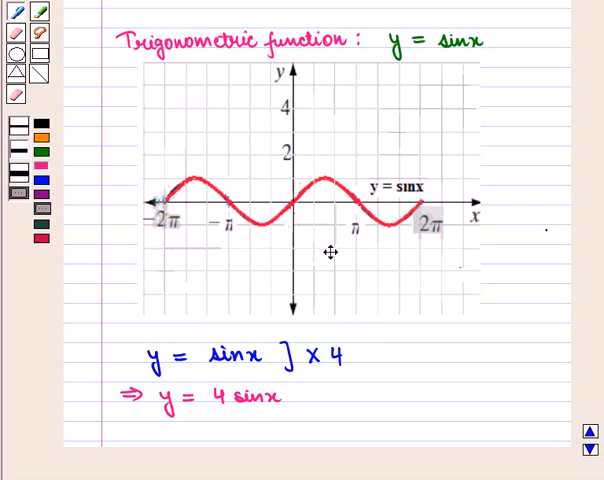 Trigonometric function : y = sinx
y
4
2
y = sinx
-2π -π π 2π x
y = sinx ] × 4
⇒ y = 4 sinx